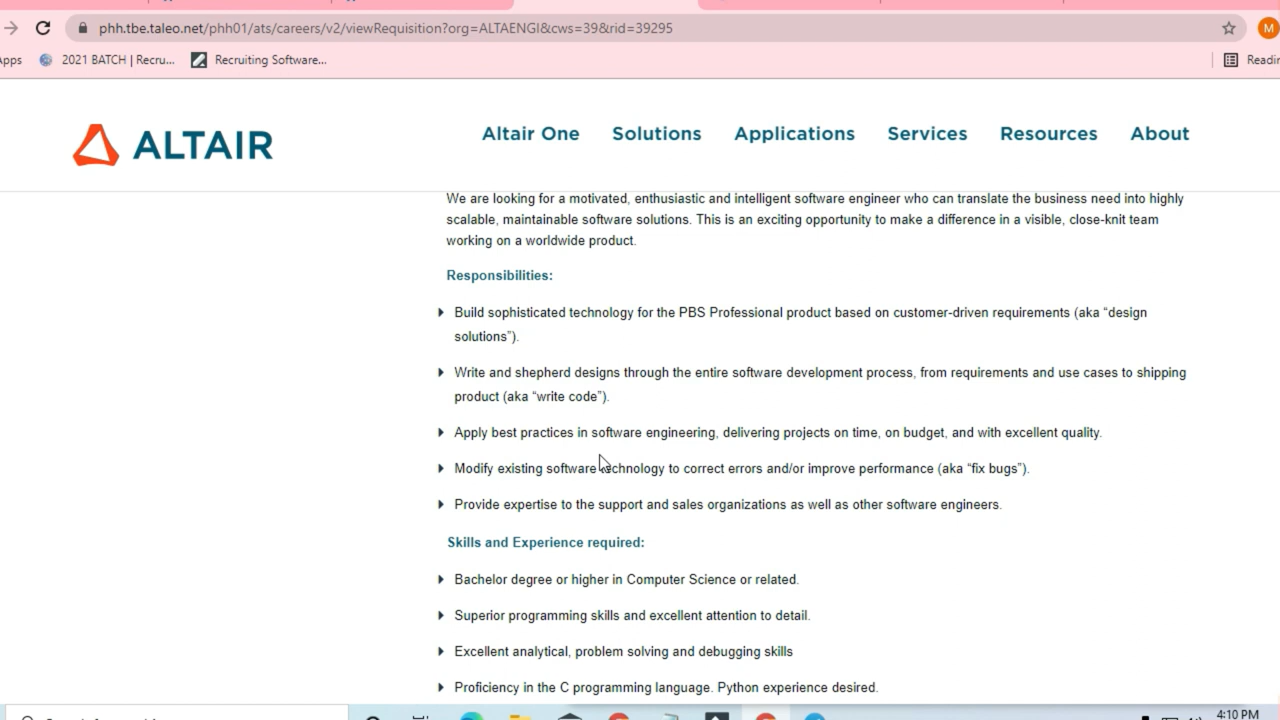 phh.tbe.taleo.net/phh01/ats/careers/v2/viewRequisition?org=ALTAENGI&cws=39&rid=39295
M
pps
2021 BATCH | Recru...
Recruiting Software...
Readin
ALTAIR
Altair One
Solutions
Applications
Services
Resources
About
We are looking for a motivated, enthusiastic and intelligent software engineer who can translate the business need into highly
scalable, maintainable software solutions. This is an exciting opportunity to make a difference in a visible, close-knit team
working on a worldwide product.
Responsibilities:
Build sophisticated technology for the PBS Professional product based on customer-driven requirements (aka “design
solutions”).
Write and shepherd designs through the entire software development process, from requirements and use cases to shipping
product (aka “write code”).
Apply best practices in software engineering, delivering projects on time, on budget, and with excellent quality.
Modify existing software technology to correct errors and/or improve performance (aka “fix bugs”).
Provide expertise to the support and sales organizations as well as other software engineers.
Skills and Experience required:
Bachelor degree or higher in Computer Science or related.
Superior programming skills and excellent attention to detail.
Excellent analytical, problem solving and debugging skills
Proficiency in the C programming language. Python experience desired.
4:10 PM